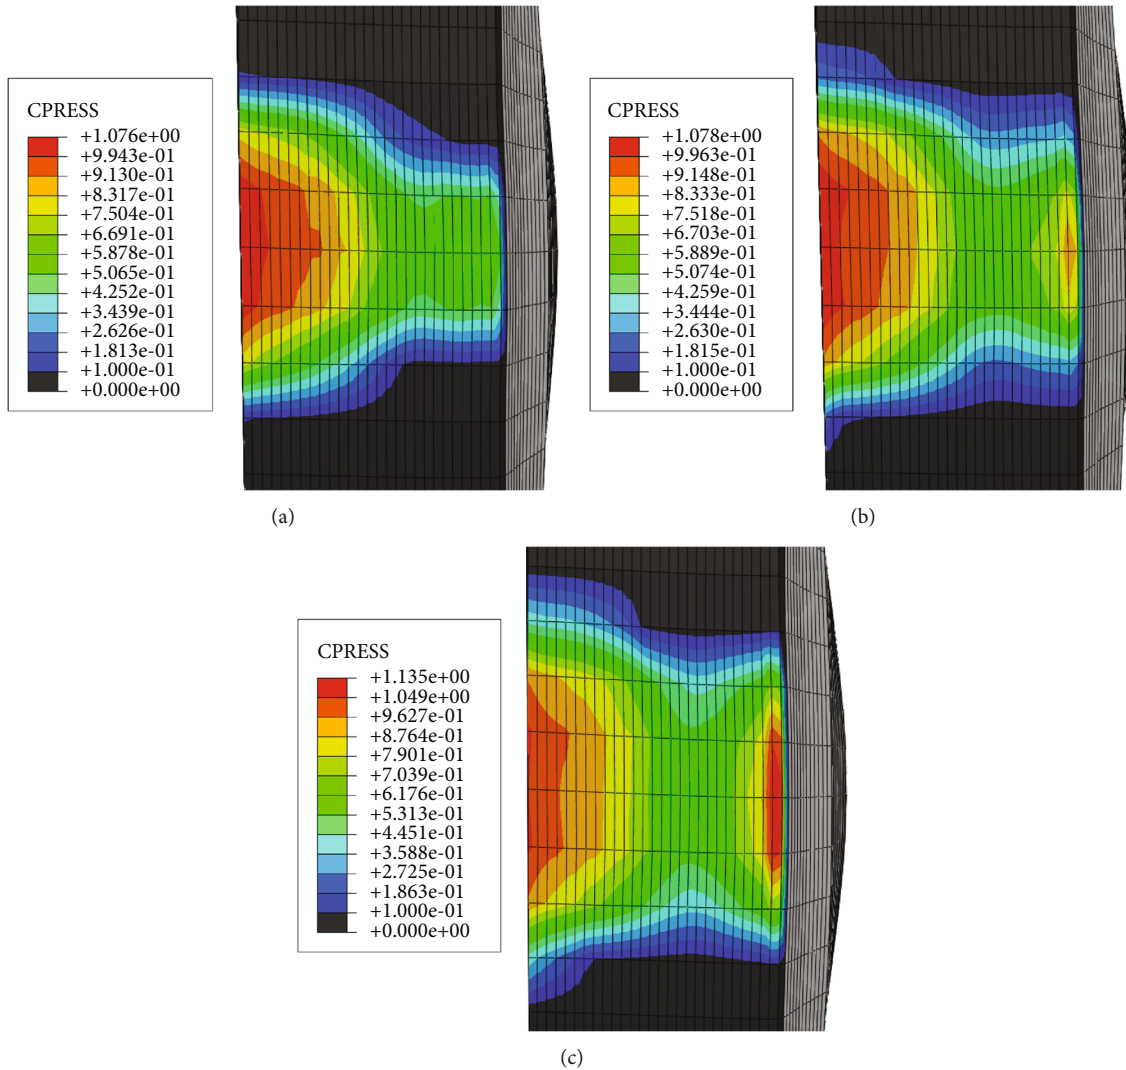 CPRESS
+1.076e+00
+9.943e-01
+9.130e-01
+8.317e-01
+7.504e-01
+6.691e-01
+5.878e-01
+5.065e-01
+4.252e-01
+3.439e-01
+2.626e-01
+1.813e-01
+1.000e-01
+0.000e+00
(a)
CPRESS
+1.078e+00
+9.963e-01
+9.148e-01
+8.333e-01
+7.518e-01
+6.703e-01
+5.889e-01
+5.074e-01
+4.259e-01
+3.444e-01
+2.630e-01
+1.815e-01
+1.000e-01
+0.000e+00
(b)
CPRESS
+1.135e+00
+1.049e+00
+9.627e-01
+8.764e-01
+7.901e-01
+7.039e-01
+6.176e-01
+5.313e-01
+4.451e-01
+3.588e-01
+2.725e-01
+1.863e-01
+1.000e-01
+0.000e+00
(c)